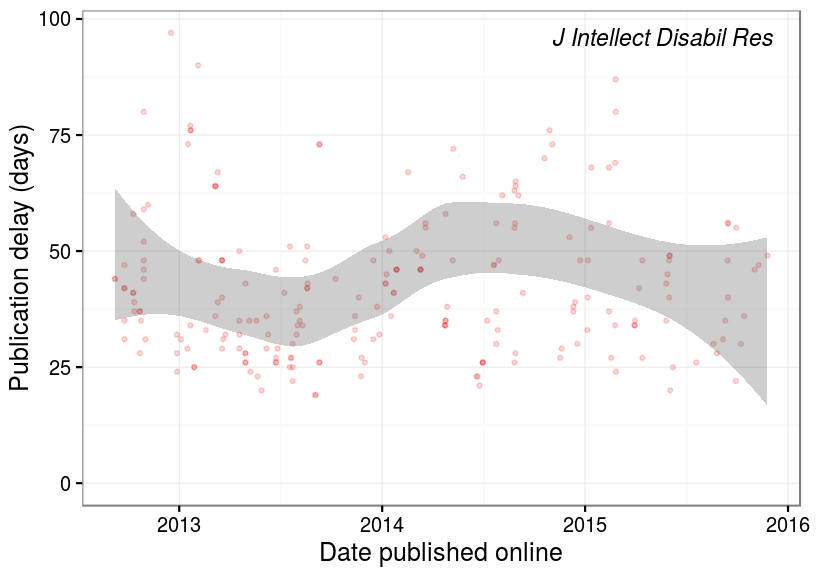 J Intellect Disabil Res
100
75
50
25
0
Publication delay (days)
2013 2014 2015 2016
Date published online